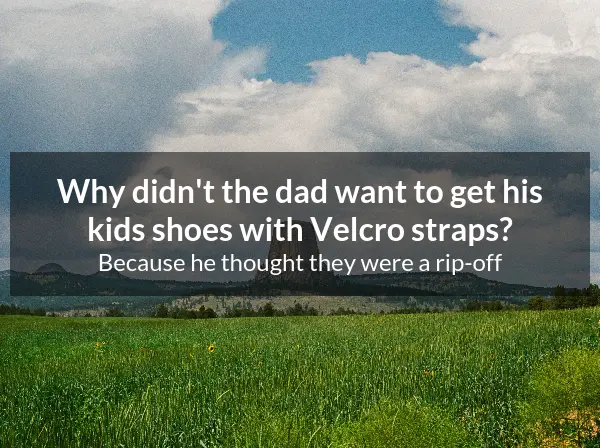 Why didn't the dad want to get his
kids shoes with Velcro straps?
Because he thought they were a rip-off